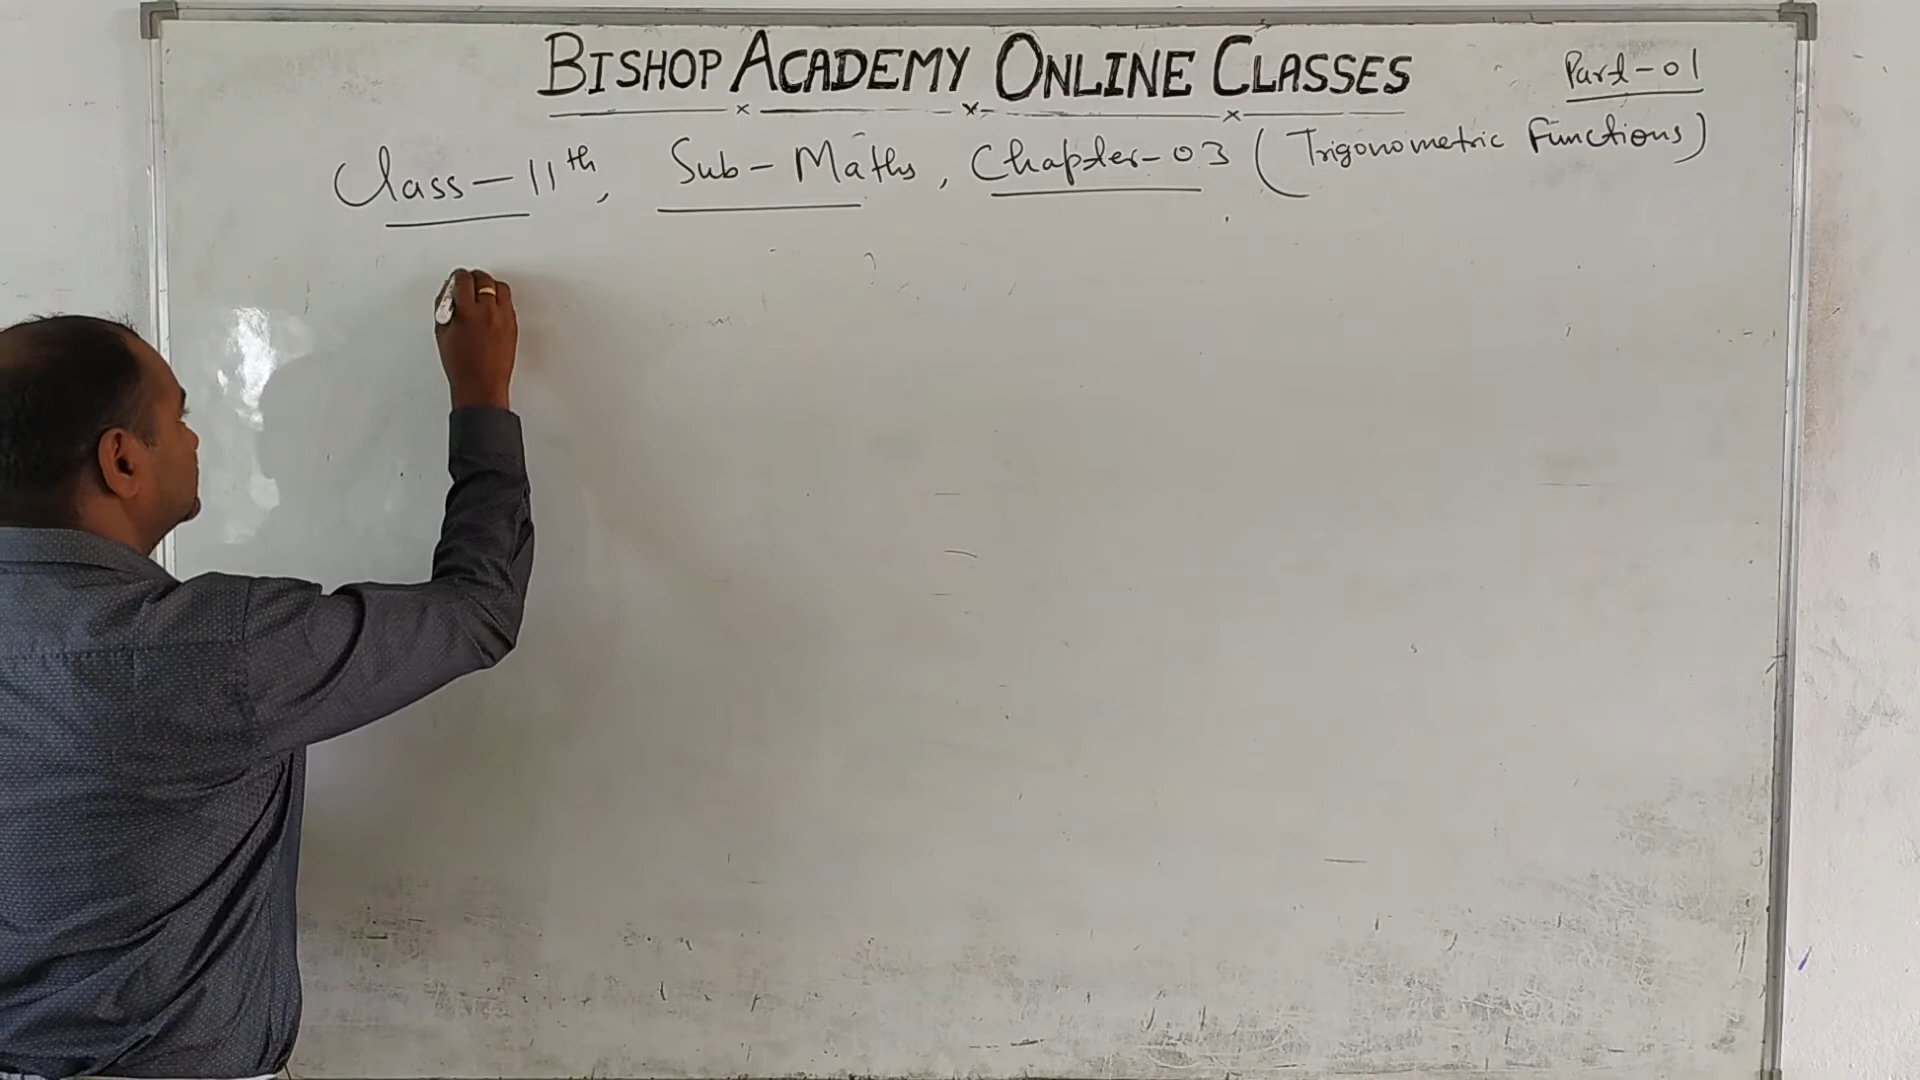 BISHOP ACADEMY ONLINE CLASSES
Part-01
Class-11th, Sub-Maths, Chapter-03 (Trigonometric Functions)